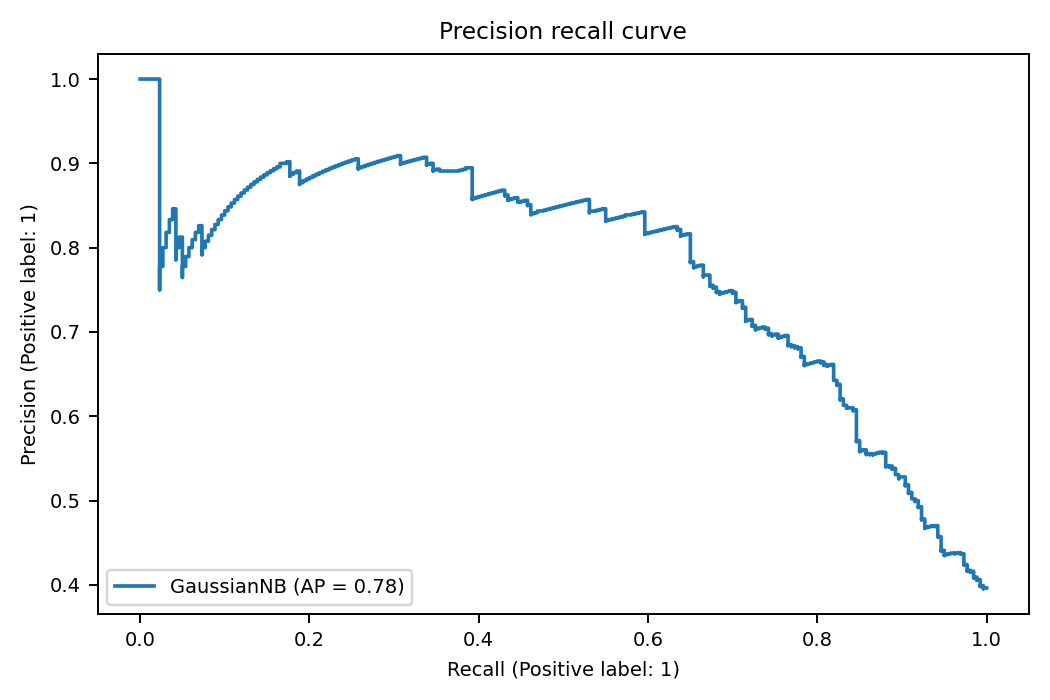 Precision recall curve
1.0
0.9
0.8
0.7
0.6
0.5
0.4
Precision (Positive label: 1)
GaussianNB (AP = 0.78)
0.0 0.2 0.4 0.6 0.8 1.0
Recall (Positive label: 1)